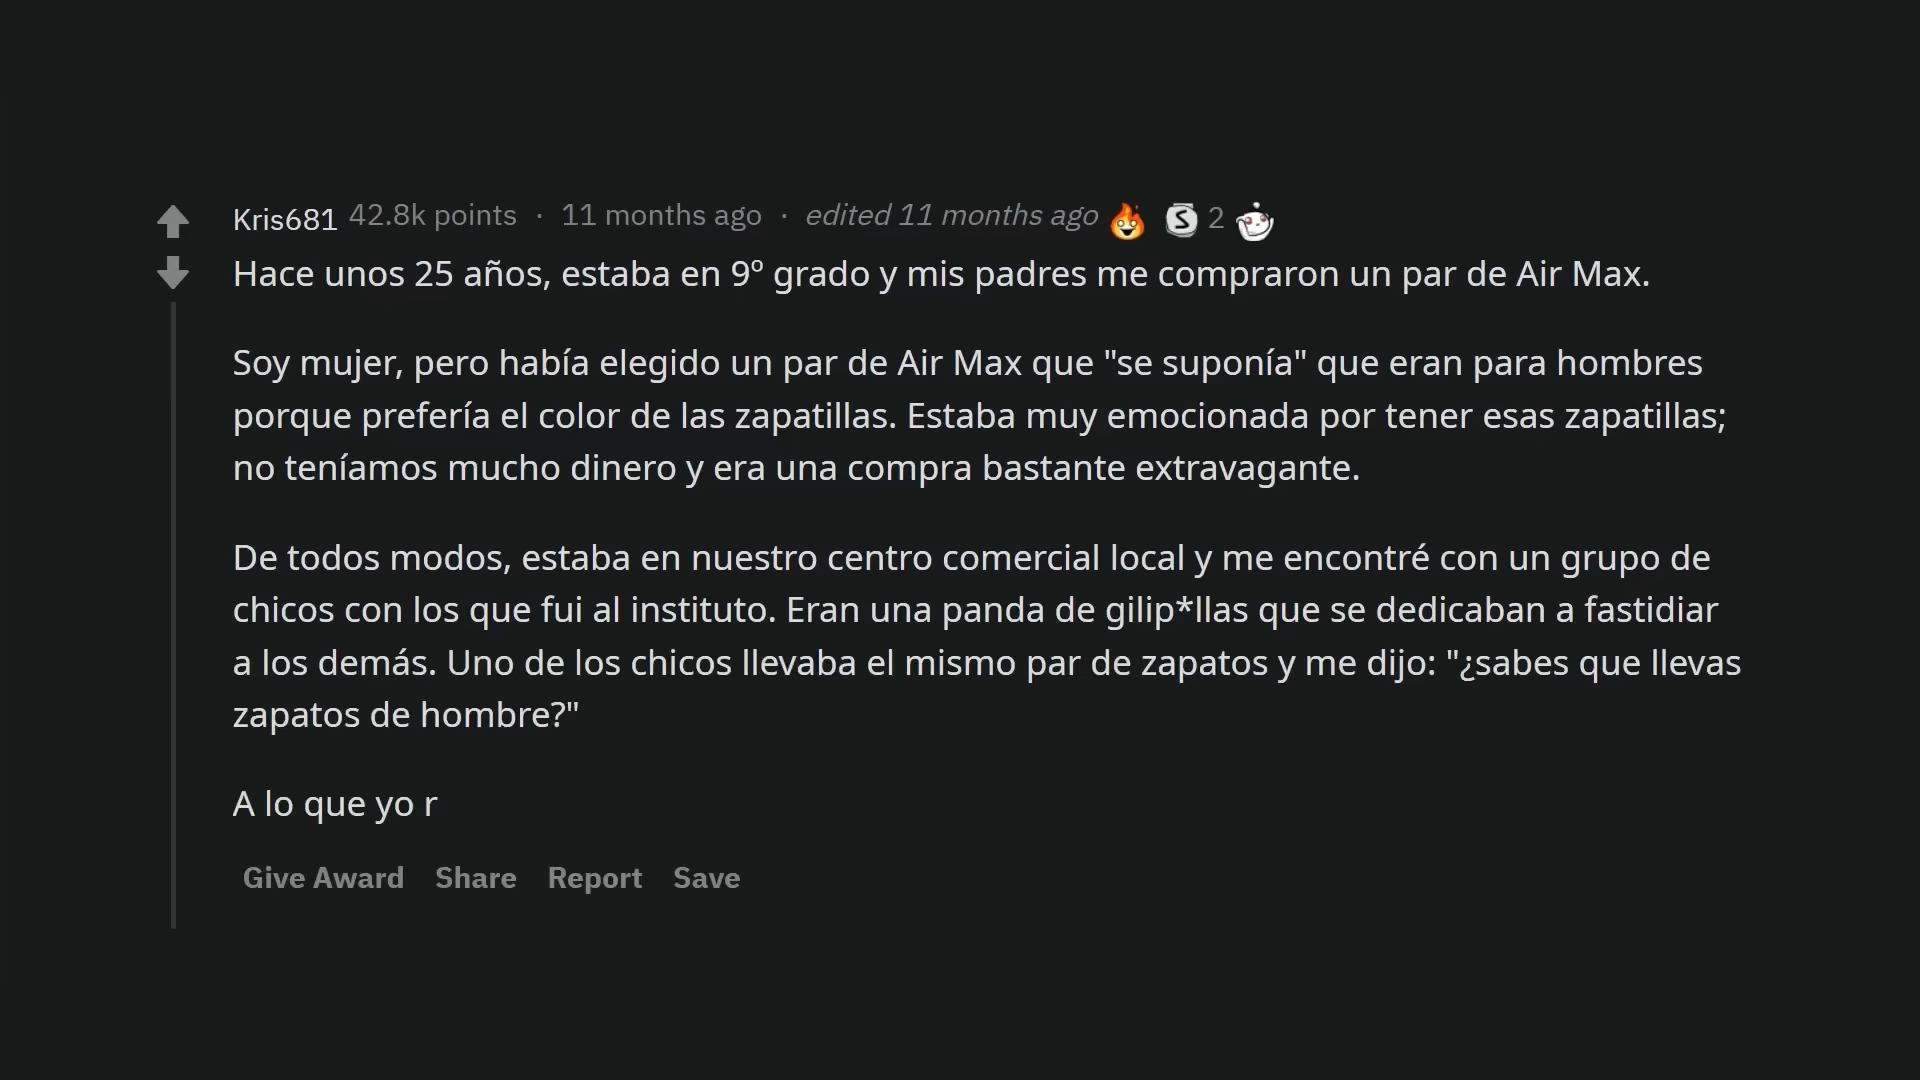 Kris681 42.8k points · 11 months ago · edited 11 months ago 2
Hace unos 25 años, estaba en 9º grado y mis padres me compraron un par de Air Max.
Soy mujer, pero había elegido un par de Air Max que "se suponía" que eran para hombres
porque prefería el color de las zapatillas. Estaba muy emocionada por tener esas zapatillas;
no teníamos mucho dinero y era una compra bastante extravagante.
De todos modos, estaba en nuestro centro comercial local y me encontré con un grupo de
chicos con los que fui al instituto. Eran una panda de gilip*llas que se dedicaban a fastidiar
a los demás. Uno de los chicos llevaba el mismo par de zapatos y me dijo: "¿sabes que llevas
zapatos de hombre?"
A lo que yo r
Give Award Share Report Save